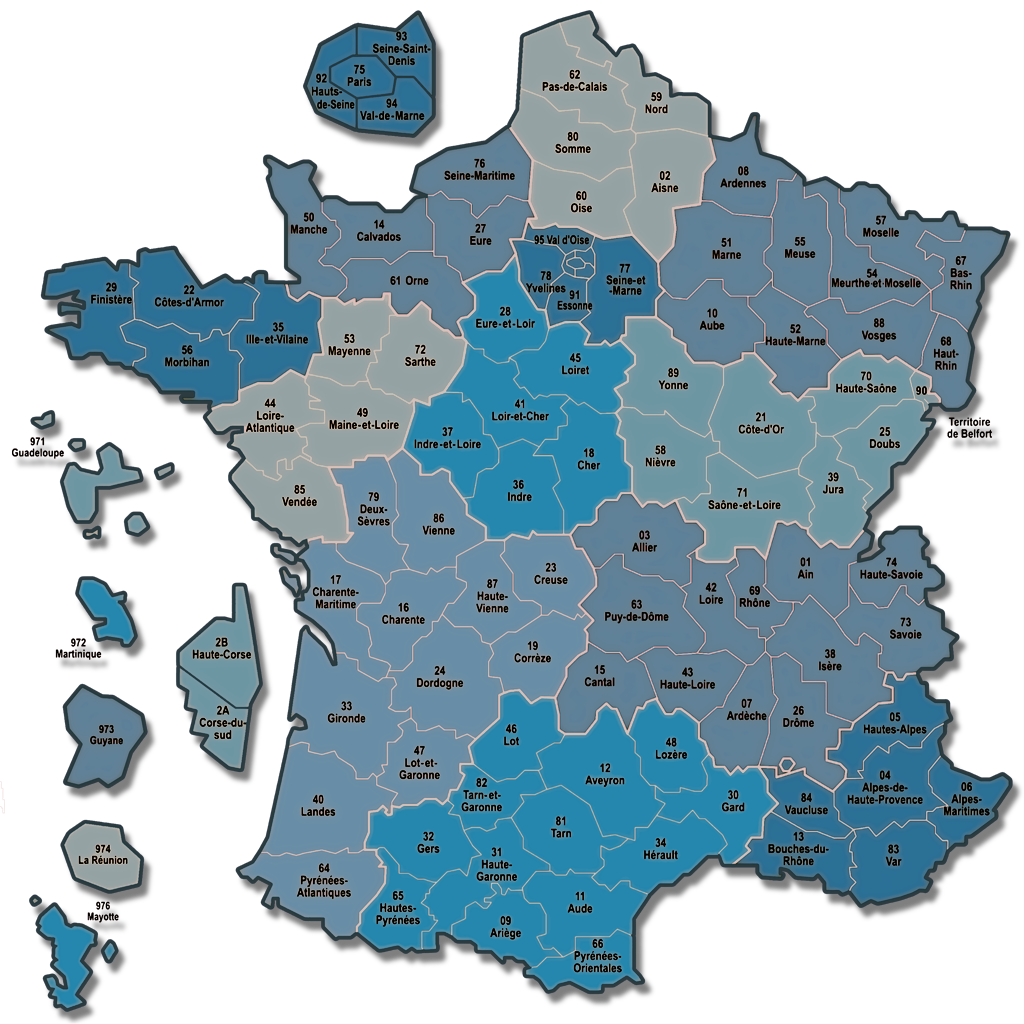 93
Seine-Saint-
Denis
75
Paris
92
Hauts-
de-Seine
94
Val-de-Marne
62
Pas-de-Calais
59
Nord
80
Somme
02
Aisne
60
Oise
76
Seine-Maritime
27
Eure
14
Calvados
50
Manche
61 Orne
08
Ardennes
51
Marne
55
Meuse
57
Moselle
54
Meurthe-et-Moselle
67
Bas-
Rhin
10
Aube
52
Haute-Marne
88
Vosges
68
Haut-
Rhin
95 Val d'Oise
78
Yvelines
91
Essonne
77
Seine-et
-Marne
29
Finistère
22
Côtes-d'Armor
35
Ille-et-Vilaine
56
Morbihan
53
Mayenne
72
Sarthe
44
Loire-
Atlantique
49
Maine-et-Loire
85
Vendée
28
Eure-et-Loir
45
Loiret
41
Loir-et-Cher
37
Indre-et-Loire
18
Cher
36
Indre
89
Yonne
21
Côte-d'Or
70
Haute-Saône
90
Territoire
de Belfort
25
Doubs
58
Nièvre
71
Saône-et-Loire
39
Jura
971
Guadeloupe
79
Deux-
Sèvres
86
Vienne
17
Charente-
Maritime
16
Charente
87
Haute-
Vienne
23
Creuse
19
Corrèze
24
Dordogne
33
Gironde
47
Lot-et-
Garonne
40
Landes
64
Pyrénées-
Atlantiques
03
Allier
63
Puy-de-Dôme
42
Loire
69
Rhône
01
Ain
74
Haute-Savoie
73
Savoie
38
Isère
15
Cantal
43
Haute-Loire
07
Ardèche
26
Drôme
972
Martinique
2B
Haute-Corse
2A
Corse-du-
sud
973
Guyane
46
Lot
12
Aveyron
48
Lozère
30
Gard
82
Tarn-et-
Garonne
81
Tarn
34
Hérault
32
Gers
31
Haute-
Garonne
65
Hautes-
Pyrénées
09
Ariège
11
Aude
66
Pyrénées-
Orientales
05
Hautes-Alpes
04
Alpes-de-
Haute-Provence
06
Alpes-
Maritimes
84
Vaucluse
13
Bouches-du-
Rhône
83
Var
974
La Réunion
976
Mayotte